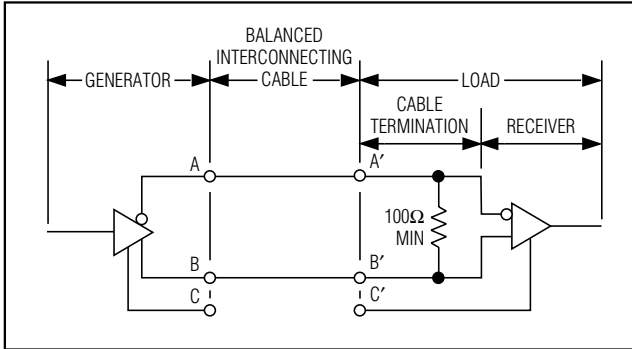 BALANCED
INTERCONNECTING
CABLE
GENERATOR
LOAD
CABLE
TERMINATION
RECEIVER
A
A′
100Ω
MIN
B
B′
C
C′